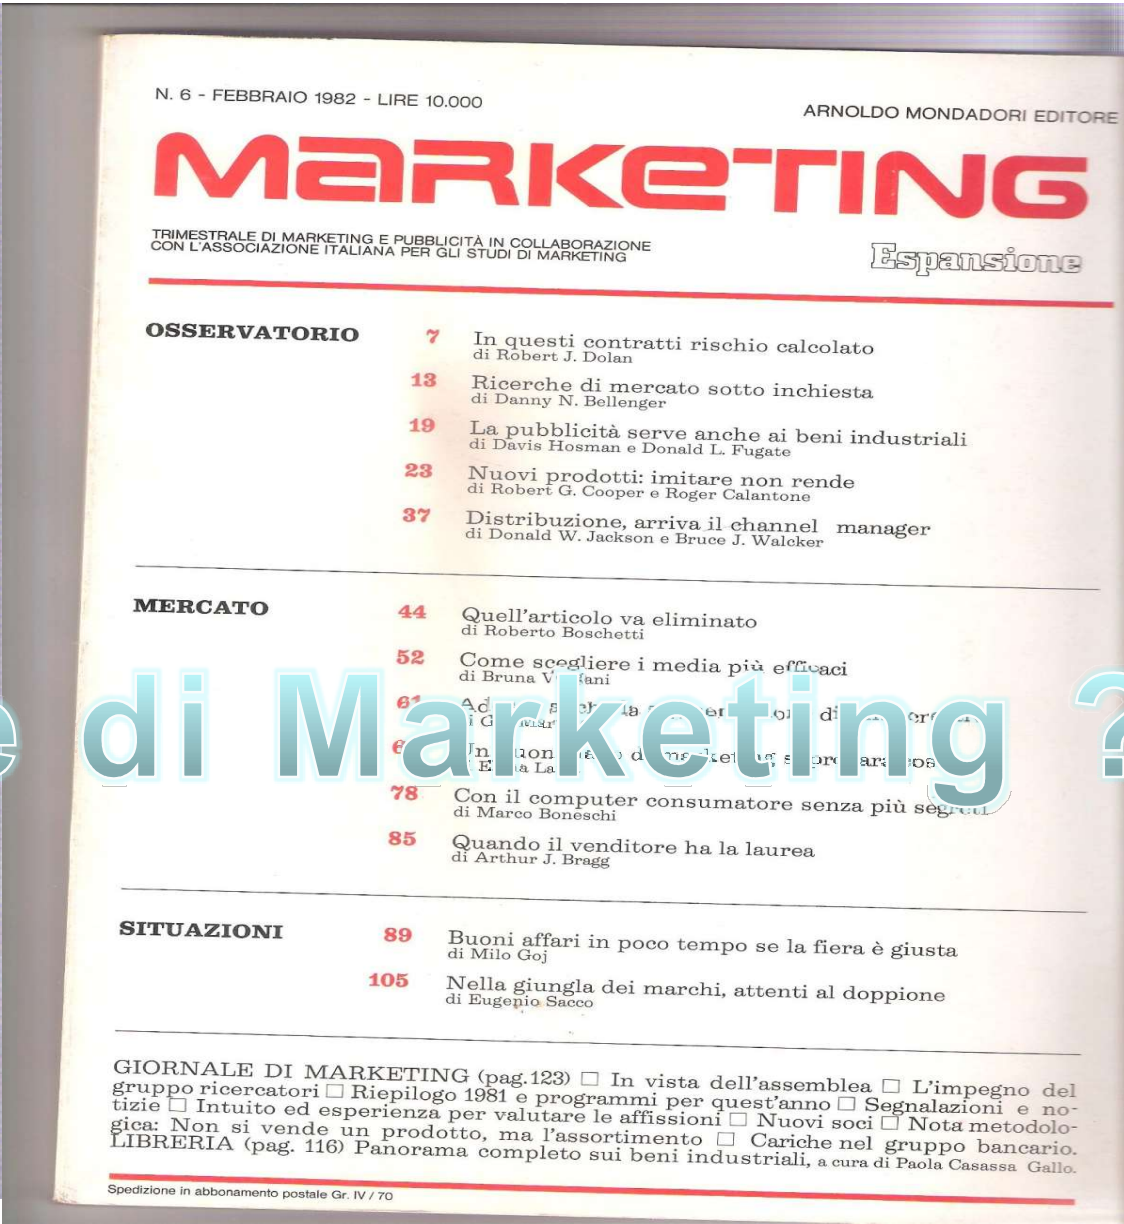 N. 6 - FEBBRAIO 1982 - LIRE 10.000
ARNOLDO MONDADORI EDITORE
MARKETING
TRIMESTRALE DI MARKETING E PUBBLICITÀ IN COLLABORAZIONE
CON L'ASSOCIAZIONE ITALIANA PER GLI STUDI DI MARKETING
Espansione
OSSERVATORIO
7 In questi contratti rischio calcolato
di Robert J. Dolan
13 Ricerche di mercato sotto inchiesta
di Danny N. Bellenger
19 La pubblicità serve anche ai beni industriali
di Davis Hosman e Donald L. Fugate
23 Nuovi prodotti: imitare non rende
di Robert G. Cooper e Roger Calantone
37 Distribuzione, arriva il channel manager
di Donald W. Jackson e Bruce J. Walcker
MERCATO
44 Quell'articolo va eliminato
di Roberto Boschetti
52 Come scegliere i media più efficaci
di Bruna
e di Marketing ?
61
78 Con il computer consumatore senza più segreti
di Marco Boneschi
85 Quando il venditore ha la laurea
di Arthur J. Bragg
SITUAZIONI
89 Buoni affari in poco tempo se la fiera è giusta
di Milo Goj
105 Nella giungla dei marchi, attenti al doppione
di Eugenio Sacco
GIORNALE DI MARKETING (pag.123) □ In vista dell'assemblea □ L'impegno del
gruppo ricercatori □ Riepilogo 1981 e programmi per quest'anno □ Segnalazioni e no-
tizie □ Intuito ed esperienza per valutare le affissioni □ Nuovi soci □ Nota metodolo-
gica: Non si vende un prodotto, ma l'assortimento □ Cariche nel gruppo bancario.
LIBRERIA (pag. 116) Panorama completo sui beni industriali, a cura di Paola Casassa Gallo.
Spedizione in abbonamento postale Gr. IV / 70